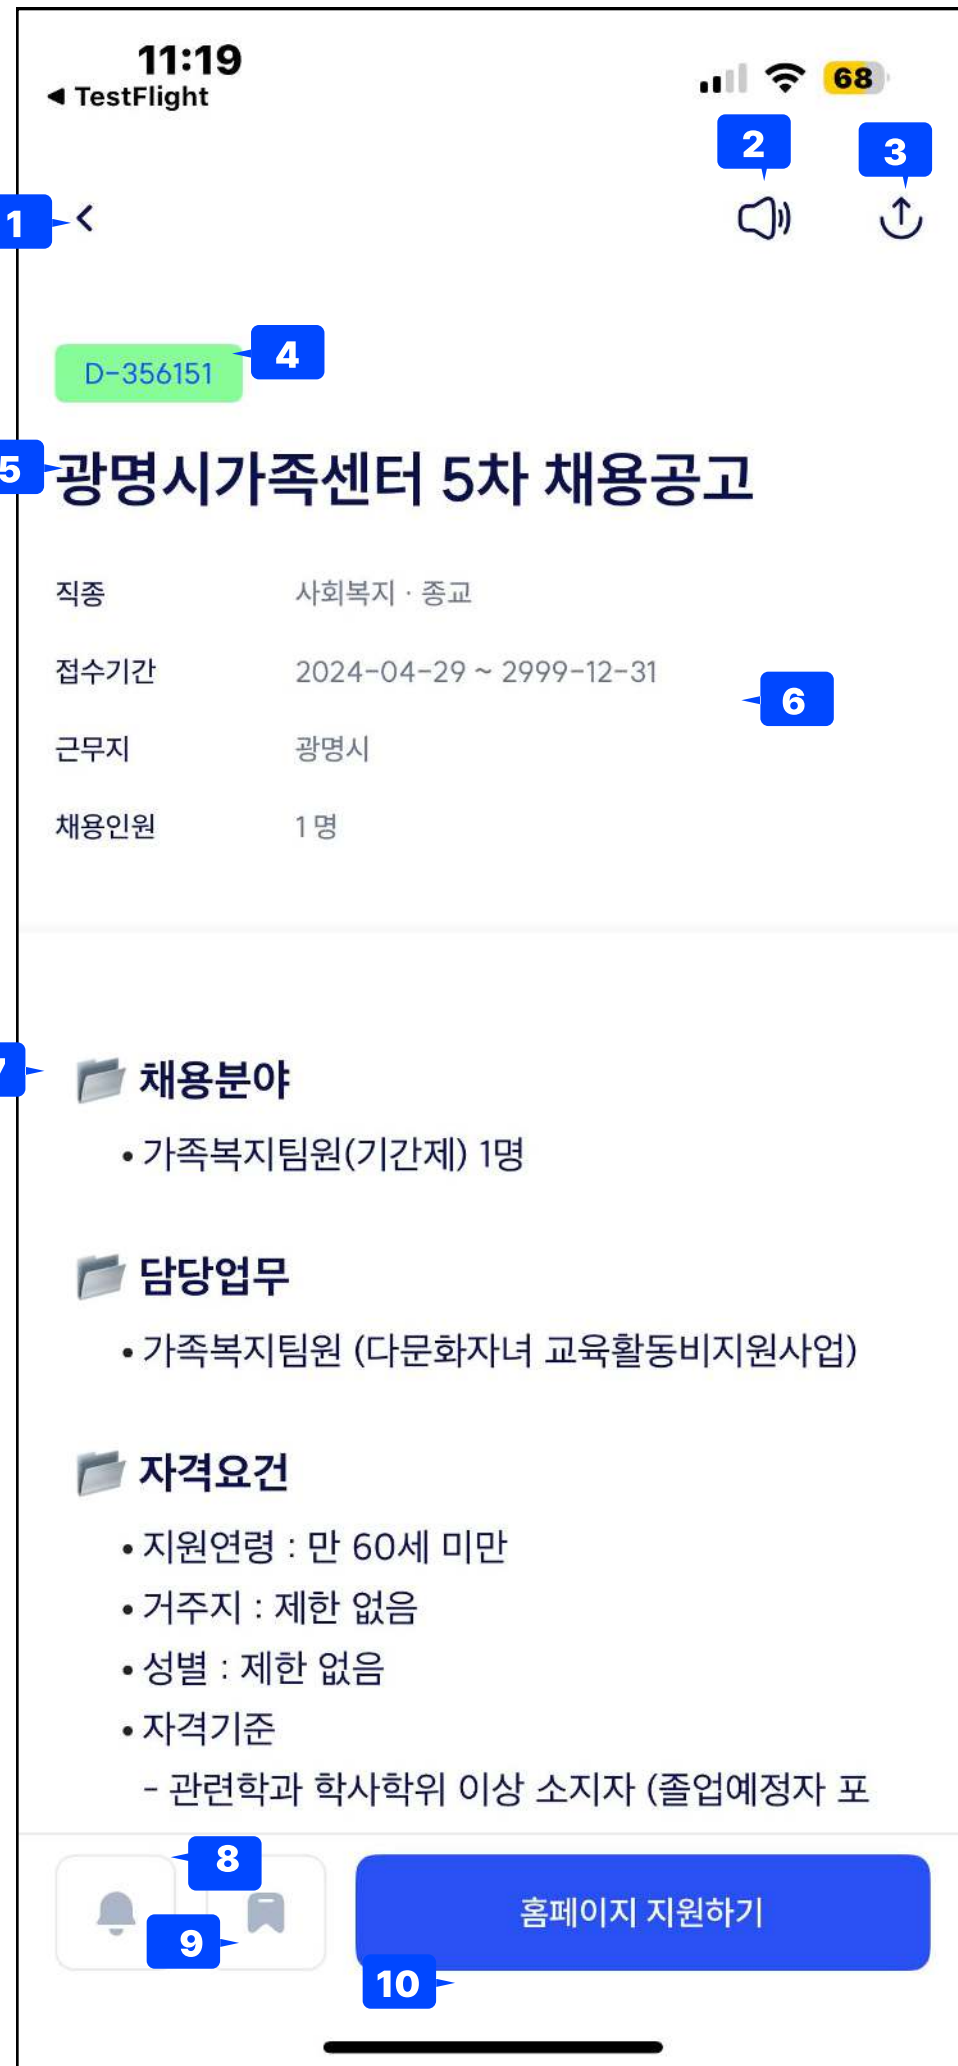 11:19
68
◀ TestFlight
2
3
1
4
D-356151
5
광명시가족센터 5차 채용공고
직종 사회복지 · 종교
접수기간 2024-04-29 ~ 2999-12-31
6
근무지 광명시
채용인원 1 명
7
채용분야
• 가족복지팀원(기간제) 1명
담당업무
• 가족복지팀원 (다문화자녀 교육활동비지원사업)
자격요건
• 지원연령 : 만 60세 미만
• 거주지 : 제한 없음
• 성별 : 제한 없음
• 자격기준
- 관련학과 학사학위 이상 소지자 (졸업예정자 포
8
홈페이지 지원하기
9
10